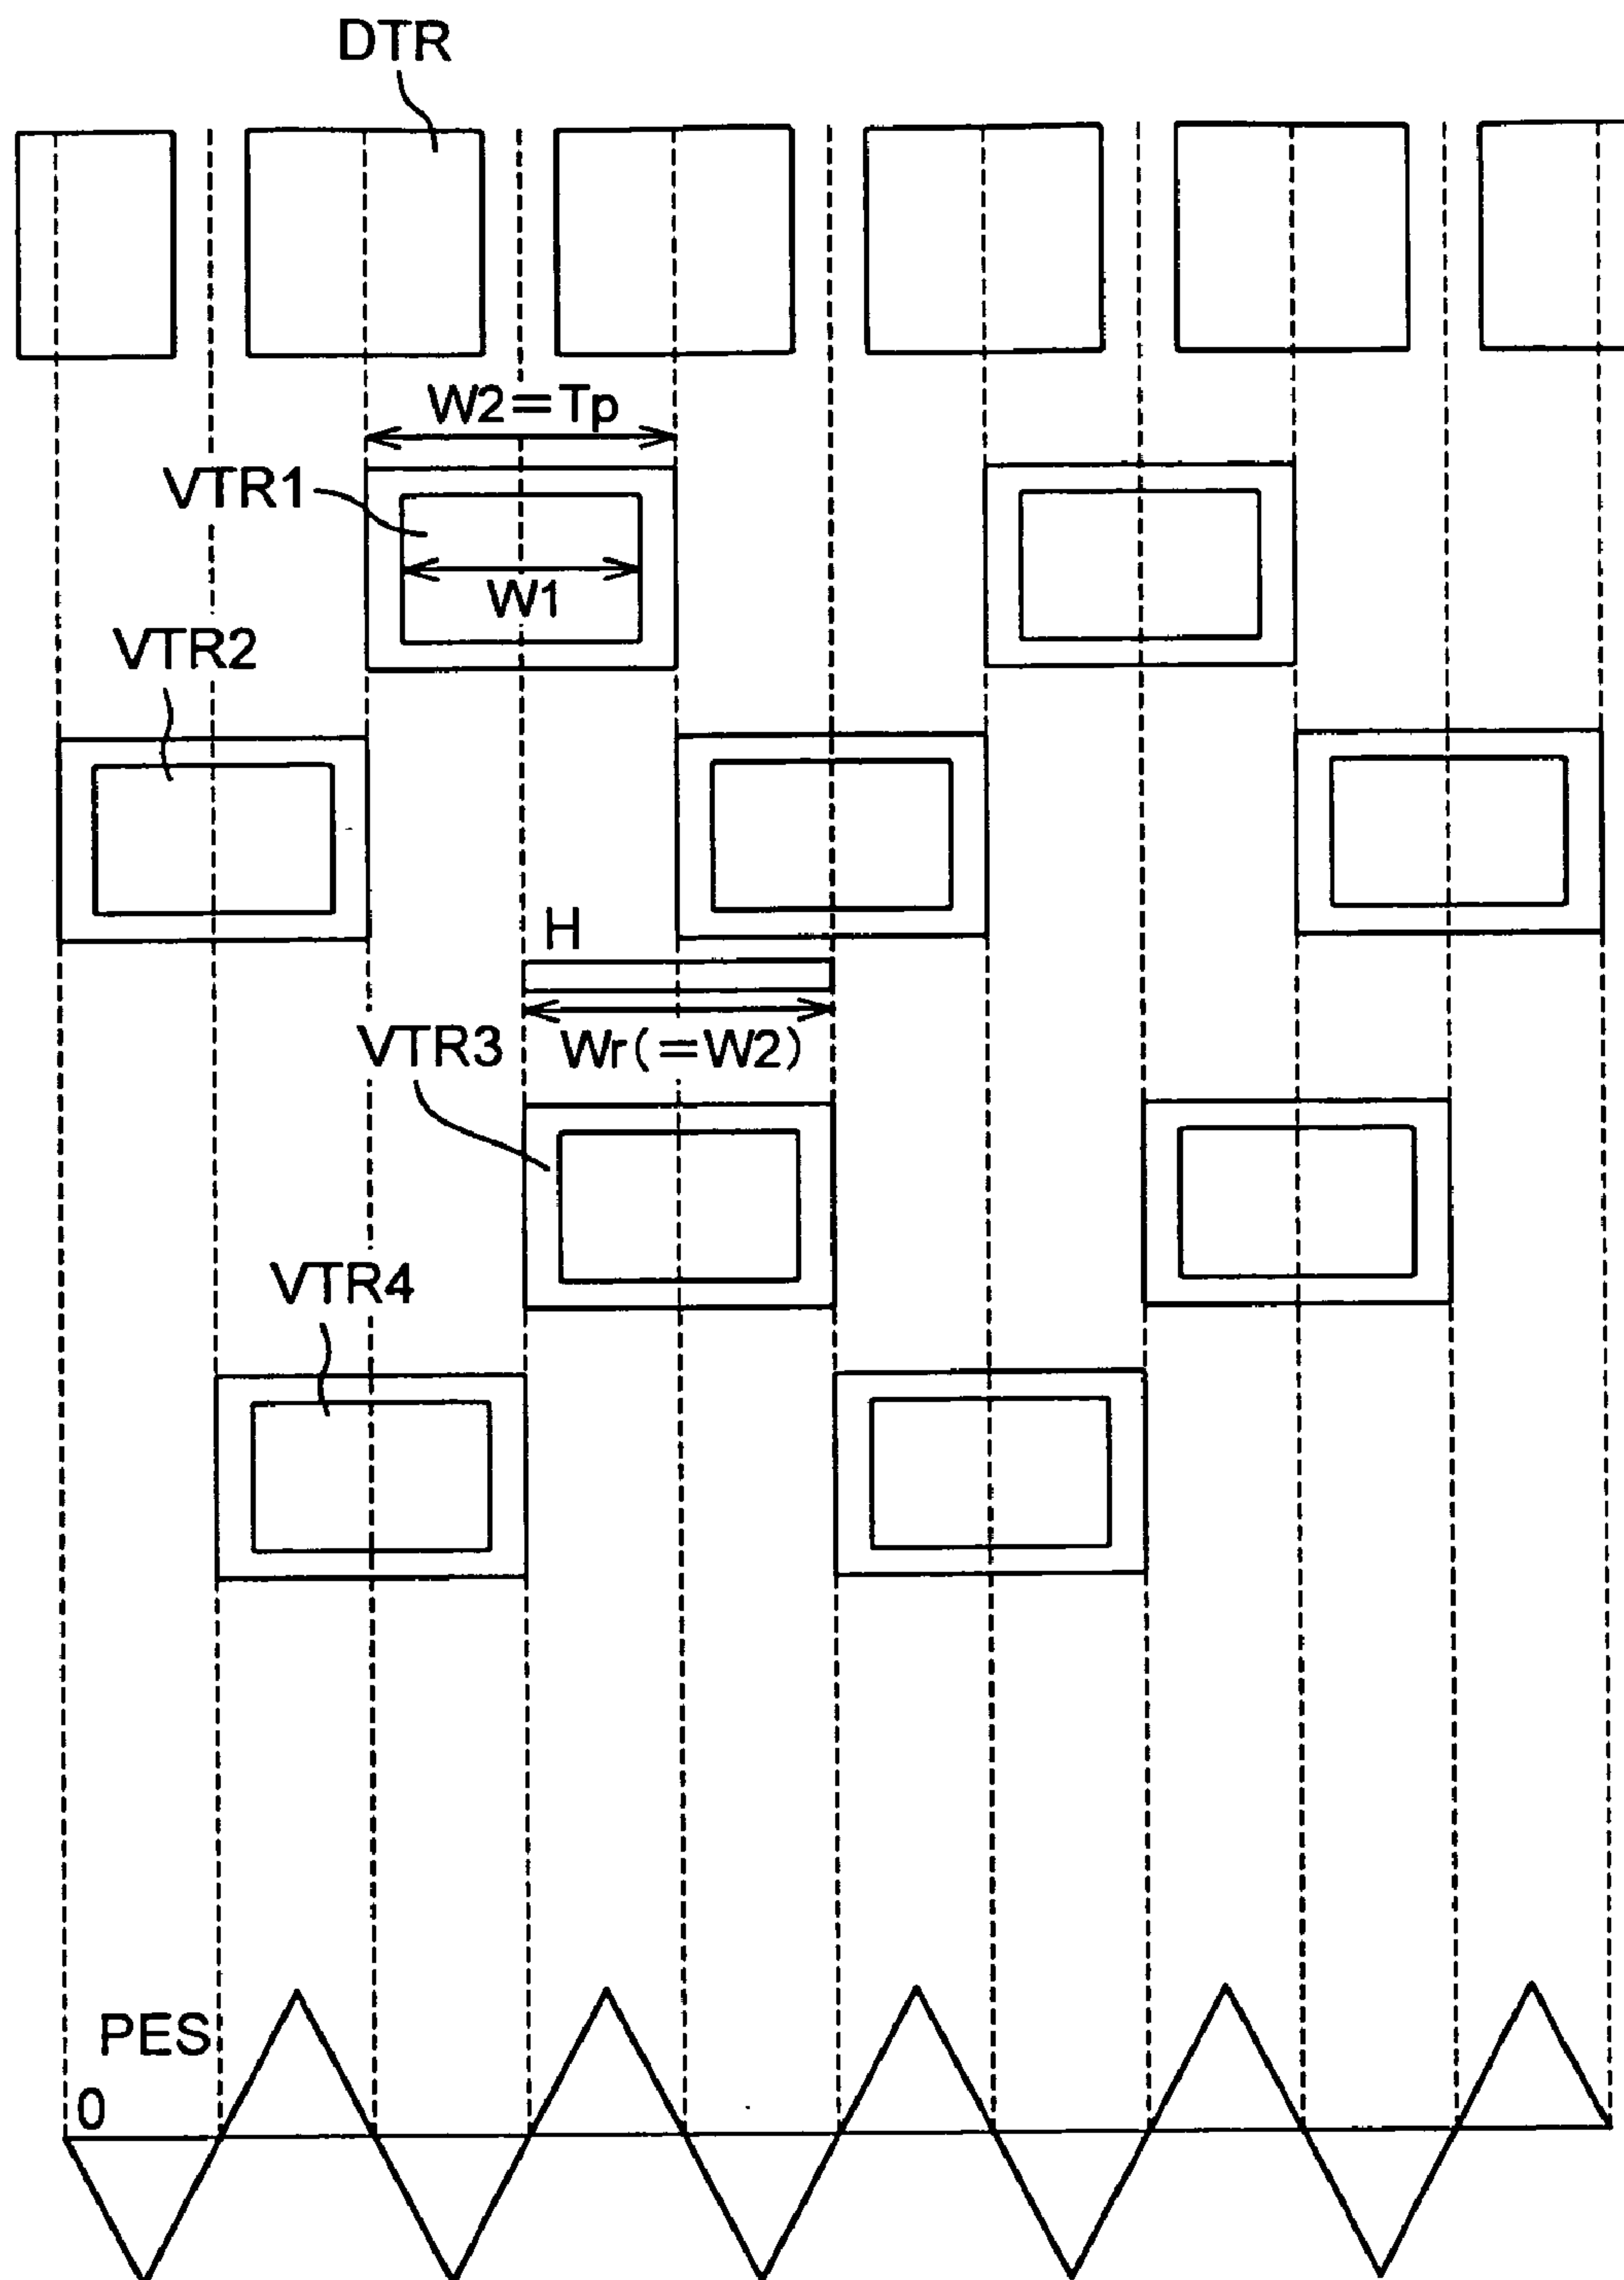 DTR
W2=Tp
VTR1
W1
VTR2
H
Wr(=W2)
VTR3
VTR4
PES
0